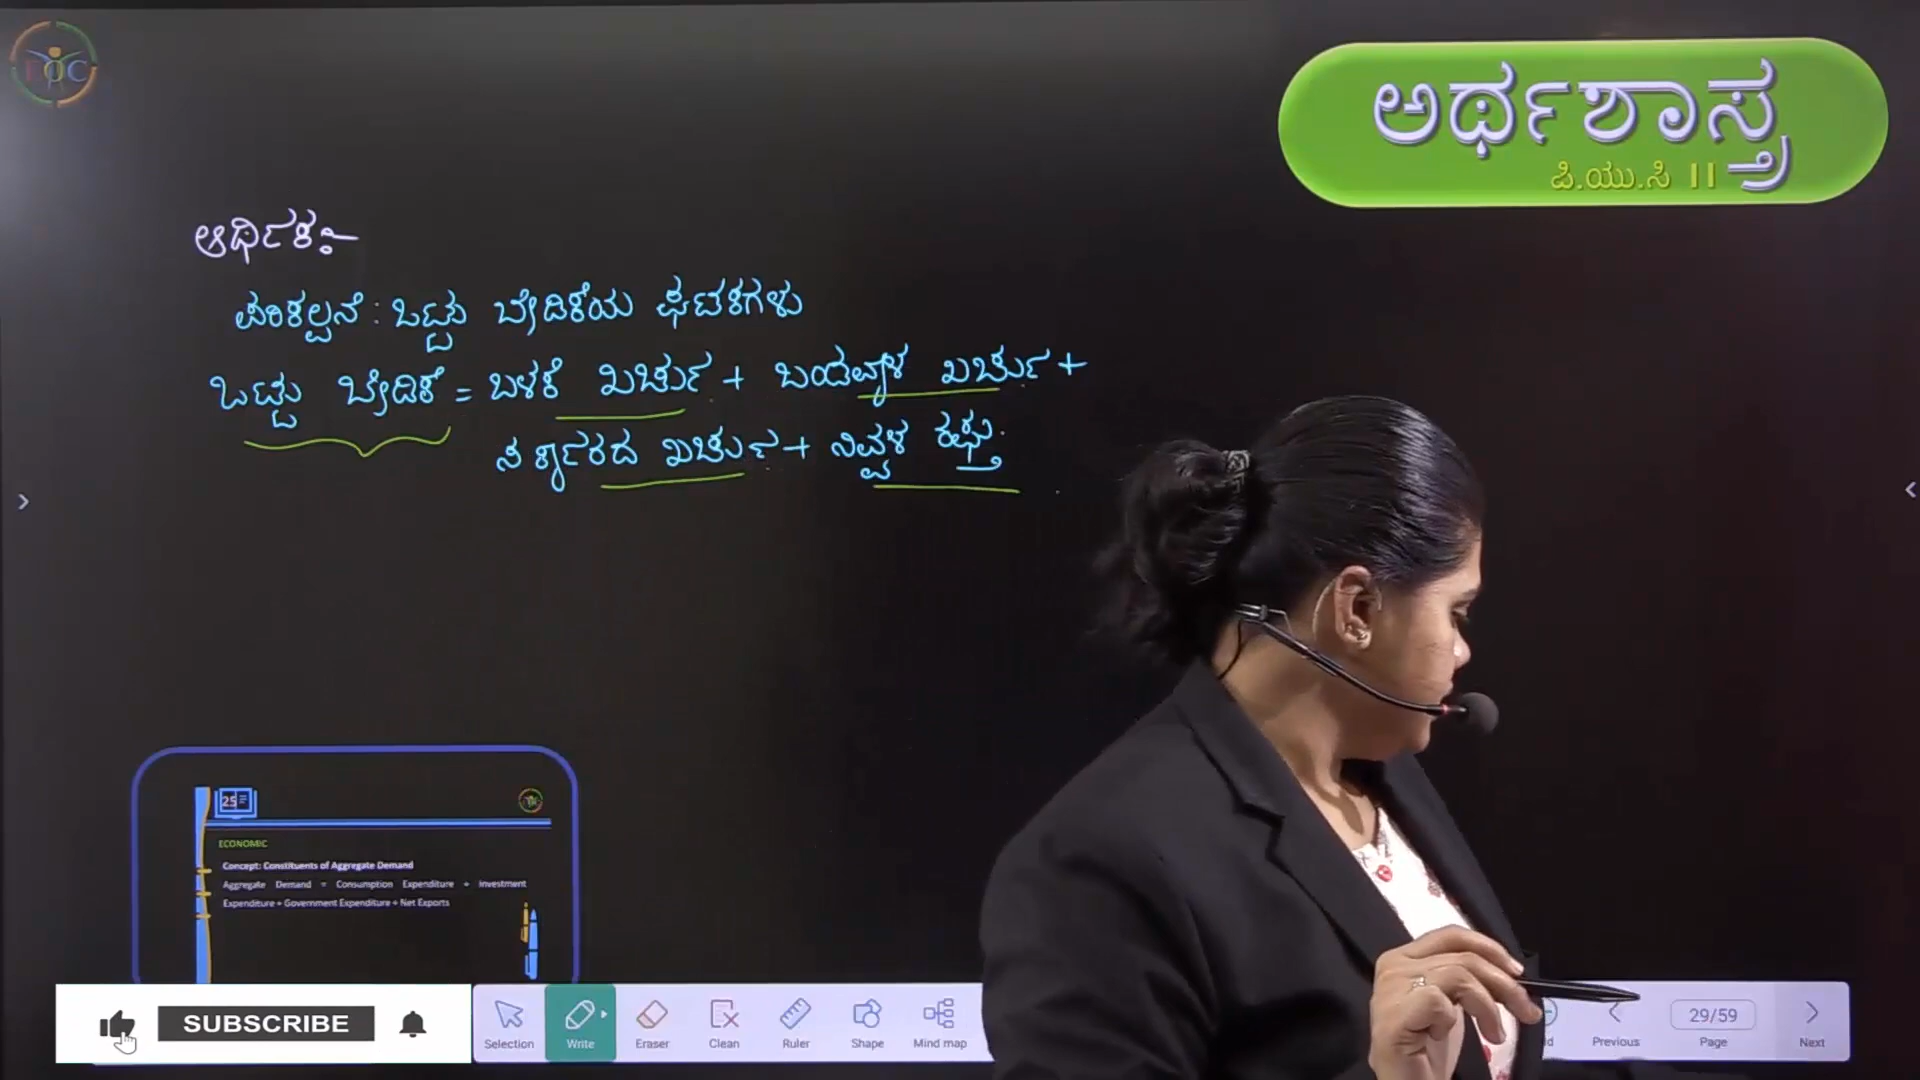 ಅರ್ಥಶಾಸ್ತ್ರ
ಪಿ.ಯು.ಸಿ II
ಆರ್ಥಿಕ:-
ಪರಿಕಲ್ಪನೆ : ಒಟ್ಟು ಬೇಡಿಕೆಯ ಘಟಕಗಳು
ಒಟ್ಟು ಬೇಡಿಕೆ = ಬಳಕೆ ಖರ್ಚು + ಬಂಡವಾಳ ಖರ್ಚು +
ಸರ್ಕಾರದ ಖರ್ಚು + ನಿವ್ವಳ ರಫ್ತು
25
ECONOMIC
Concept: Constituents of Aggregate Demand
Aggregate Demand = Consumption Expenditure + Investment
Expenditure + Government Expenditure + Net Exports
SUBSCRIBE
Selection Write Eraser Clean Ruler Shape Mind map Previous Page Next
29/59